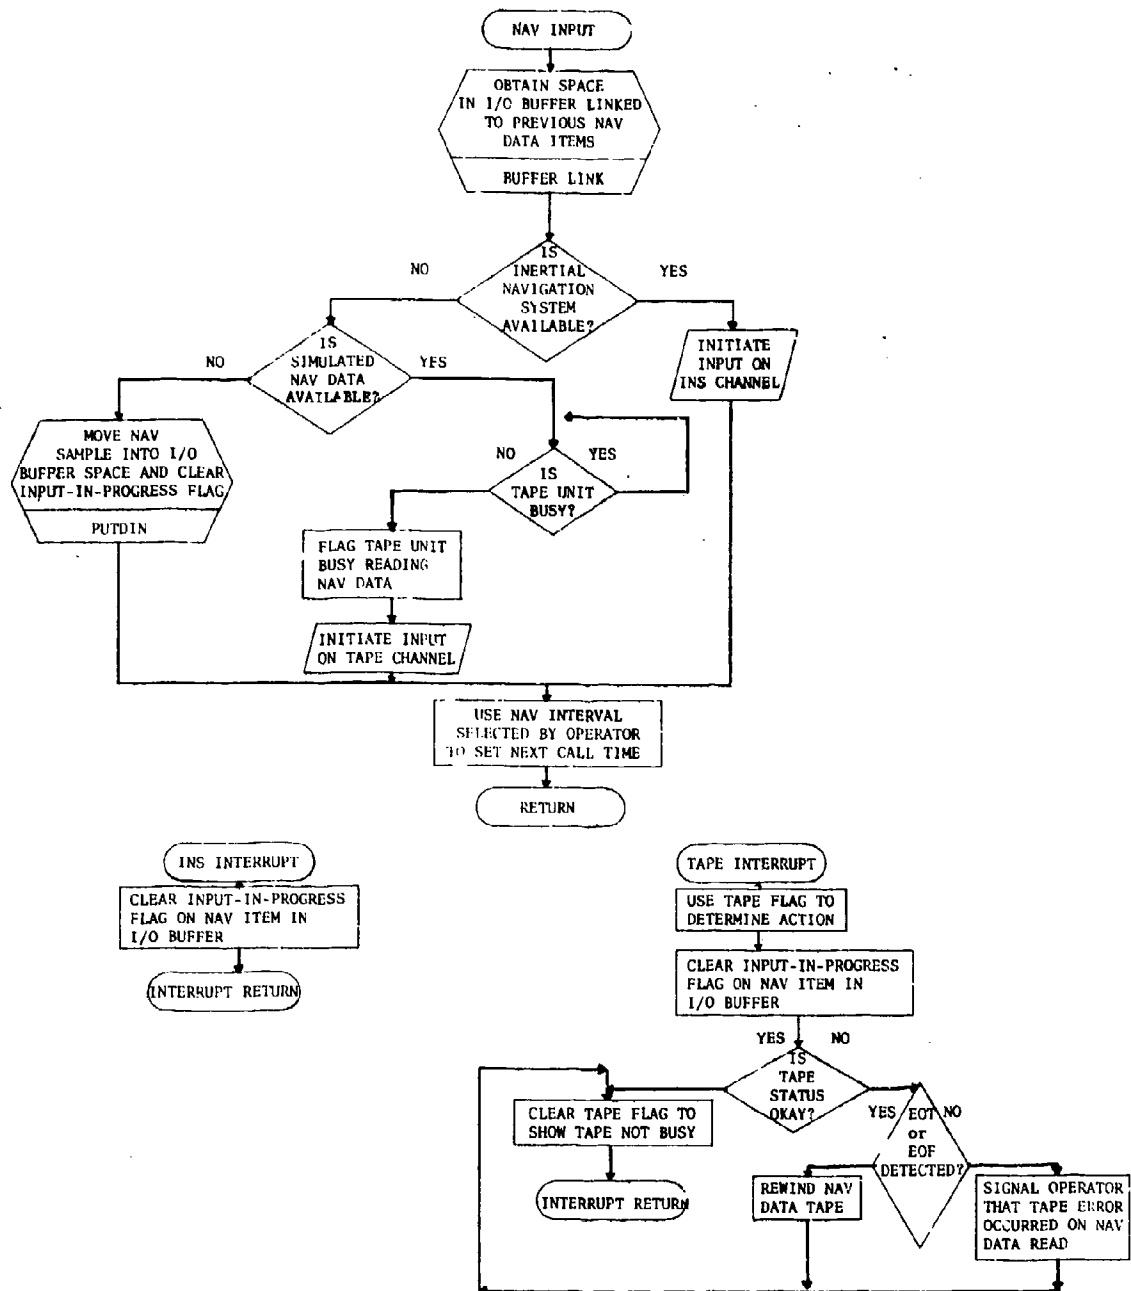 NAV INPUT
OBTAIN SPACE
IN I/O BUFFER LINKED
TO PREVIOUS NAV
DATA ITEMS
BUFFER LINK
IS
INERTIAL
NAVIGATION
SYSTEM
AVAILABLE?
NO
YES
IS
SIMULATED
NAV DATA
AVAILABLE?
NO
YES
INITIATE
INPUT ON
INS CHANNEL
MOVE NAV
SAMPLE INTO I/O
BUFFER SPACE AND CLEAR
INPUT-IN-PROGRESS FLAG
PUTDIN
NO
YES
IS
TAPE UNIT
BUSY?
FLAG TAPE UNIT
BUSY READING
NAV DATA
INITIATE INPUT
ON TAPE CHANNEL
USE NAV INTERVAL
SELECTED BY OPERATOR
TO SET NEXT CALL TIME
RETURN
INS INTERRUPT
CLEAR INPUT-IN-PROGRESS
FLAG ON NAV ITEM IN
I/O BUFFER
INTERRUPT RETURN
TAPE INTERRUPT
USE TAPE FLAG TO
DETERMINE ACTION
CLEAR INPUT-IN-PROGRESS
FLAG ON NAV ITEM IN
I/O BUFFER
YES
NO
IS
TAPE
STATUS
OKAY?
CLEAR TAPE FLAG TO
SHOW TAPE NOT BUSY
INTERRUPT RETURN
YES
NO
EOT
or
EOF
DETECTED?
REWIND NAV
DATA TAPE
SIGNAL OPERATOR
THAT TAPE ERROR
OCCURRED ON NAV
DATA READ